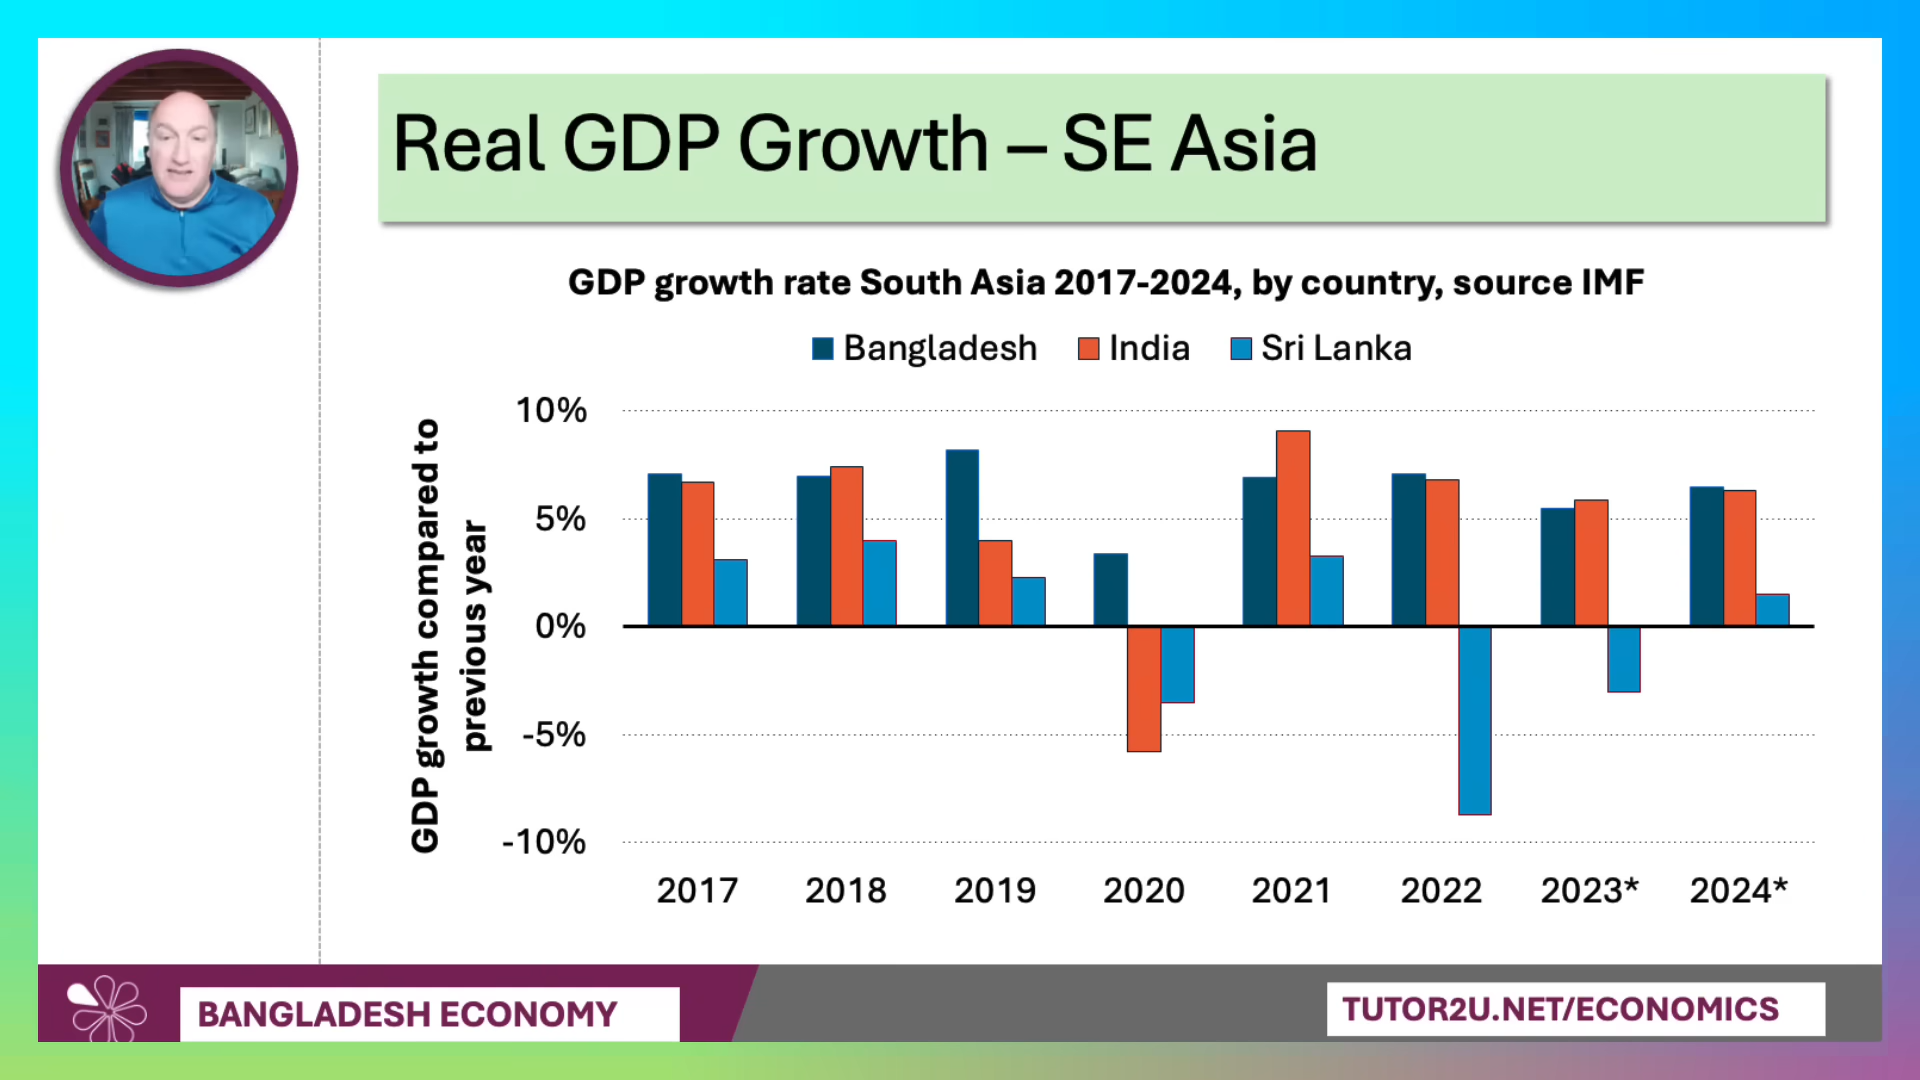 Real GDP Growth – SE Asia
GDP growth rate South Asia 2017-2024, by country, source IMF
Bangladesh India Sri Lanka
GDP growth compared to
previous year
10%
5%
0%
-5%
-10%
2017 2018 2019 2020 2021 2022 2023* 2024*
BANGLADESH ECONOMY
TUTOR2U.NET/ECONOMICS